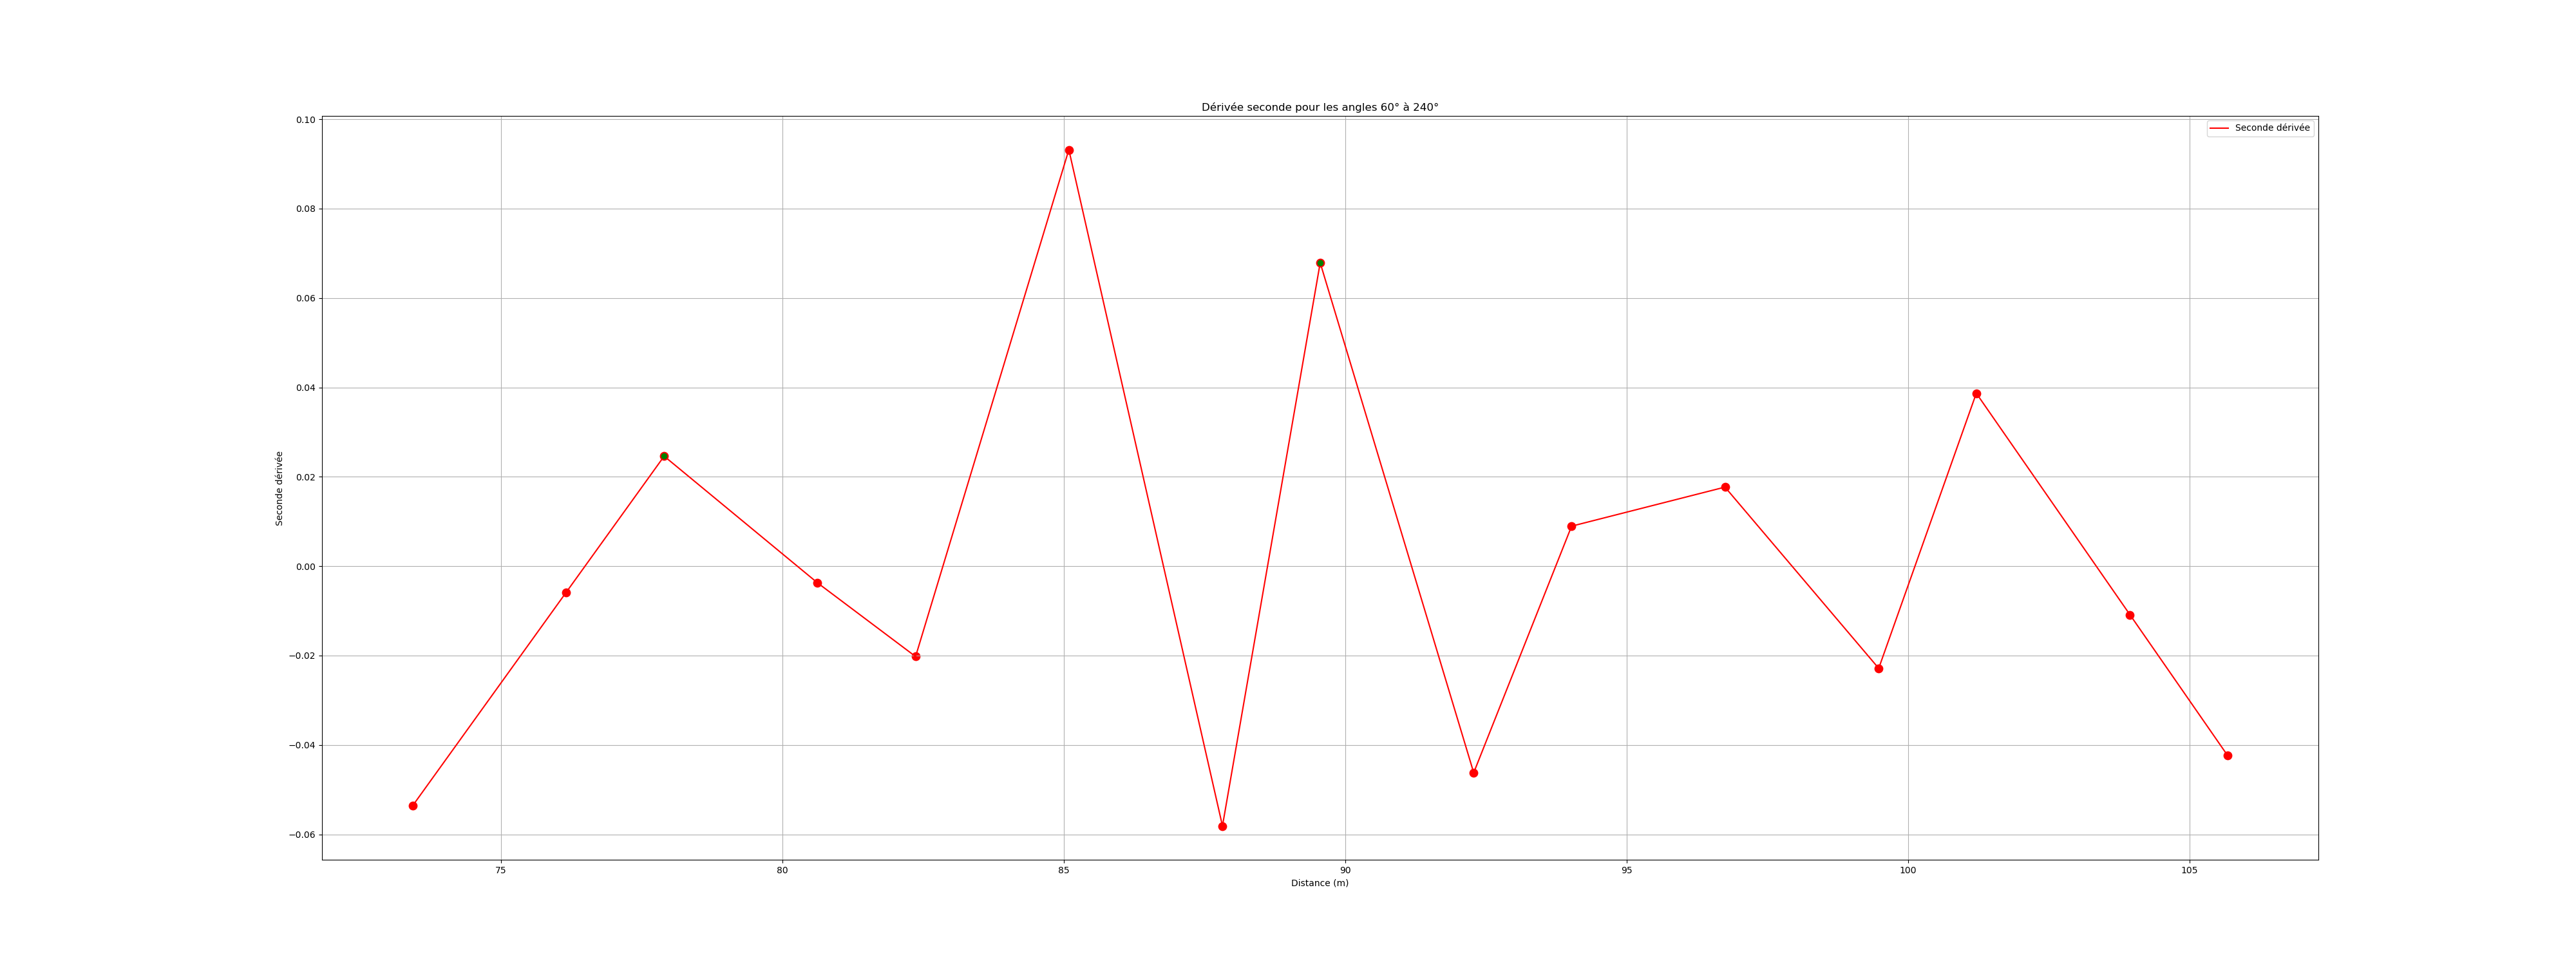 Dérivée seconde pour les angles 60° à 240°
Seconde dérivée
0.10
0.08
0.06
0.04
0.02
0.00
−0.02
−0.04
−0.06
Seconde dérivée
75 80 85 90 95 100 105
Distance (m)